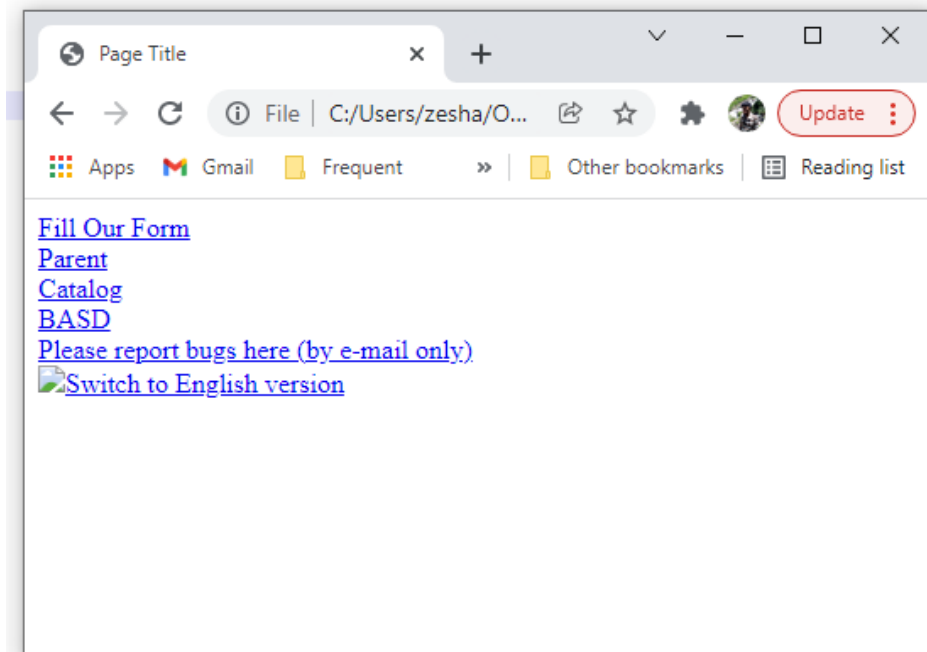 Page Title
File C:/Users/zesha/O... Update
Apps Gmail Frequent » Other bookmarks Reading list
Fill Our Form
Parent
Catalog
BASD
Please report bugs here (by e-mail only)
Switch to English version